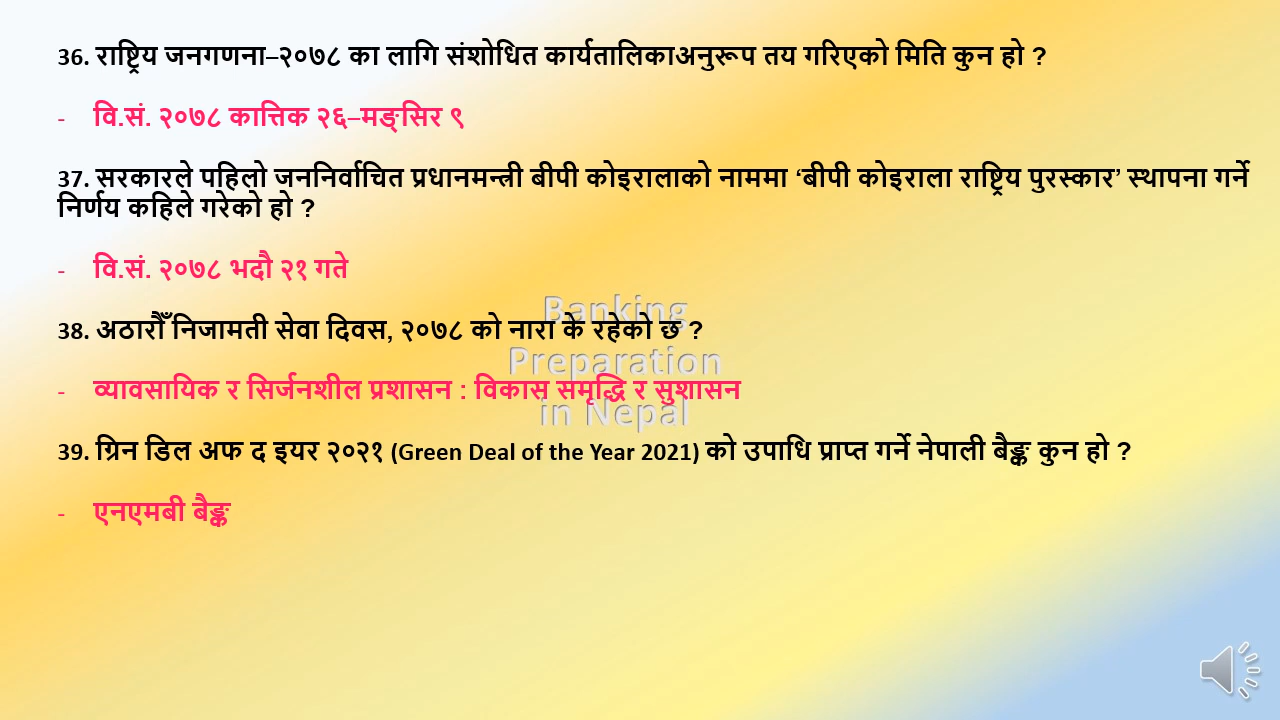 36. राष्ट्रिय जनगणना–२०७८ का लागि संशोधित कार्यतालिकाअनुरूप तय गरिएको मिति कुन हो ?
- वि.सं. २०७८ कात्तिक २६–मङ्सिर ९
37. सरकारले पहिलो जननिर्वाचित प्रधानमन्त्री बीपी कोइरालाको नाममा ‘बीपी कोइराला राष्ट्रिय पुरस्कार’ स्थापना गर्ने
निर्णय कहिले गरेको हो ?
- वि.सं. २०७८ भदौ २१ गते
38. अठारौँ निजामती सेवा दिवस, २०७८ को नारा के रहेको छ ?
- व्यावसायिक र सिर्जनशील प्रशासन : विकास समृद्धि र सुशासन
39. ग्रिन डिल अफ द इयर २०२१ (Green Deal of the Year 2021) को उपाधि प्राप्त गर्ने नेपाली बैङ्क कुन हो ?
- एनएमबी बैङ्क
Banking
Preparation
in Nepal